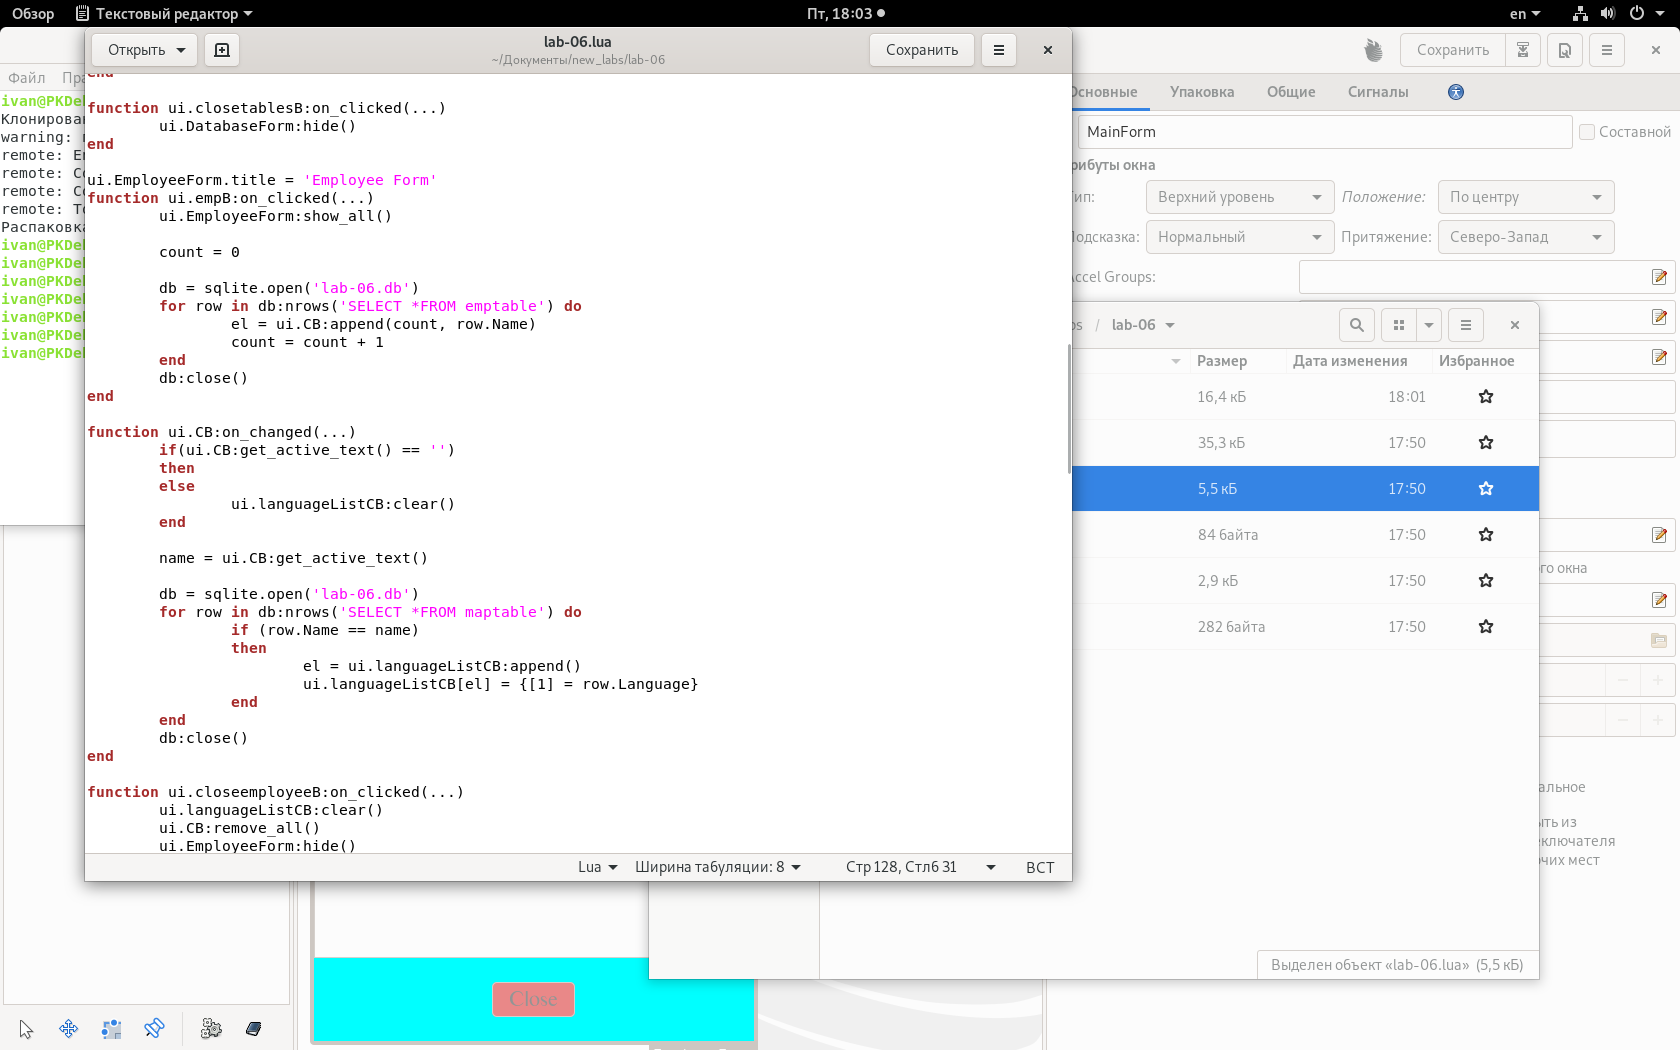 Обзор
Текстовый редактор
Пт, 18:03
en
Открыть
lab-06.lua
~/Документы/new_labs/lab-06
Сохранить
Сохранить
Файл
ivan@PKDe
Клонирова
warning:
remote:
remote:
remote:
remote:
Распаковка
ivan@PKDe
ivan@PKDe
ivan@PKDe
ivan@PKDe
ivan@PKDe
ivan@PKDe
ivan@PKDe
end
function ui.closetablesB:on_clicked(...)
ui.DatabaseForm:hide()
end
ui.EmployeeForm.title = 'Employee Form'
function ui.empB:on_clicked(...)
ui.EmployeeForm:show_all()
count = 0
db = sqlite.open('lab-06.db')
for row in db:nrows('SELECT *FROM emptable') do
el = ui.CB:append(count, row.Name)
count = count + 1
end
db:close()
end
function ui.CB:on_changed(...)
if(ui.CB:get_active_text() == '')
then
else
ui.languageListCB:clear()
end
name = ui.CB:get_active_text()
db = sqlite.open('lab-06.db')
for row in db:nrows('SELECT *FROM maptable') do
if (row.Name == name)
then
el = ui.languageListCB:append()
ui.languageListCB[el] = {[1] = row.Language}
end
end
db:close()
end
function ui.closeemployeeB:on_clicked(...)
ui.languageListCB:clear()
ui.CB:remove_all()
ui.EmployeeForm:hide()
Lua
Ширина табуляции: 8
Стр 128, Стлб 31
ВСТ
Основные
Упаковка
Общие
Сигналы
MainForm
Составной
рибуты окна
ип:
Верхний уровень
Положение:
По центру
Подсказка:
Нормальный
Притяжение:
Северо-Запад
Accel Groups:
bs / lab-06
Размер
Дата изменения
Избранное
16,4 кБ
18:01
35,3 кБ
17:50
5,5 кБ
17:50
84 байта
17:50
2,9 кБ
17:50
282 байта
17:50
го окна
альное
ыть из
еключателя
очих мест
Выделен объект «lab-06.lua» (5,5 кБ)
Close